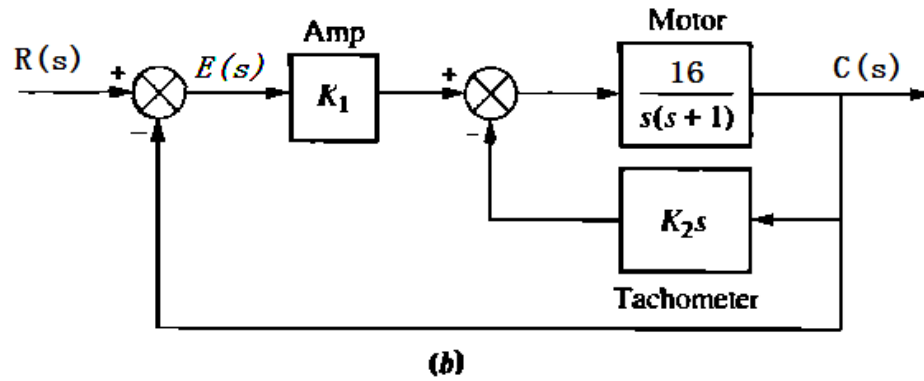 Amp
Motor
R(s)
+
E(s)
K₁
+
16
s(s + 1)
C(s)
−
−
K₂s
Tachometer
(b)